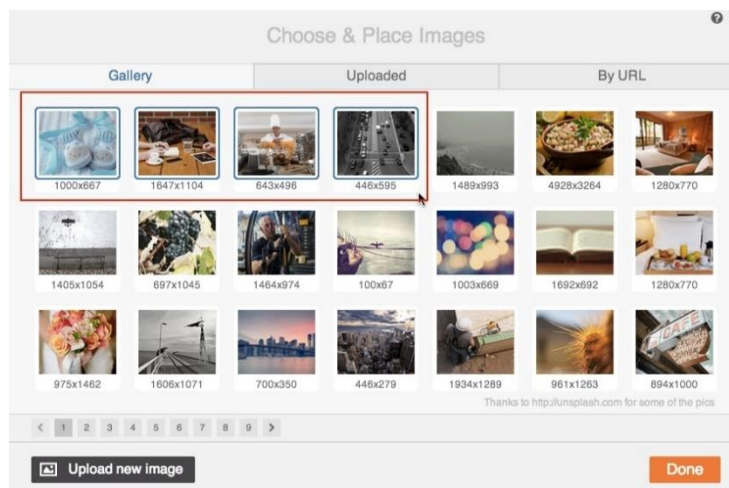 Choose & Place Images
Gallery Uploaded By URL
1000x667 1647x1104 643x496 446x595 1489x993 4928x3264 1280x770
1405x1054 697x1045 1464x974 100x67 1003x669 1692x692 1280x770
CAFE
975x1462 1606x1071 700x350 446x279 1934x1289 961x1263 894x1000
Thanks to http://unsplash.com for some of the pics
< 1 2 3 4 5 6 7 8 9 >
Upload new image Done